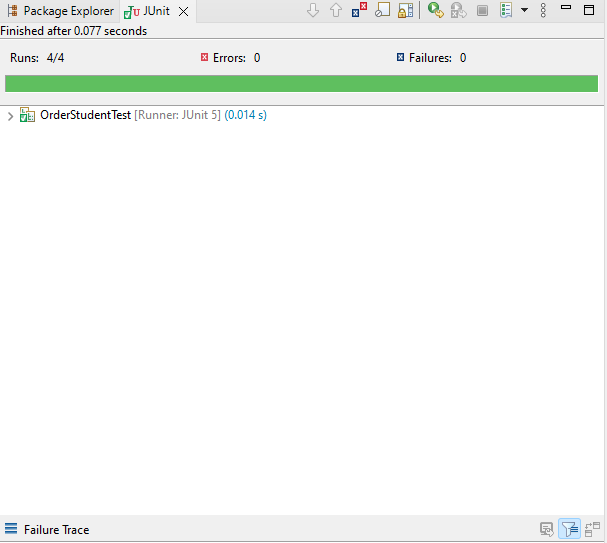 Package Explorer JUnit
Finished after 0.077 seconds
Runs: 4/4 Errors: 0 Failures: 0
OrderStudentTest [Runner: JUnit 5] (0.014 s)
Failure Trace